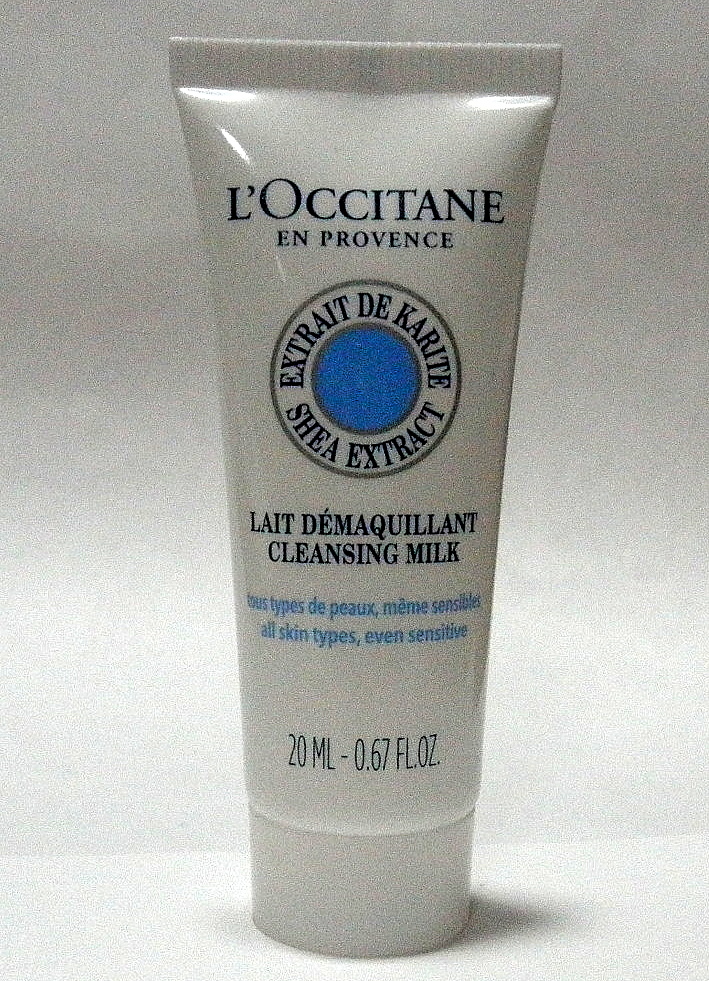 L'OCCITANE
EN PROVENCE
EXTRAIT DE KARITE
SHEA EXTRACT
LAIT DÉMAQUILLANT
CLEANSING MILK
tous types de peaux, même sensibles
all skin types, even sensitive
20 ML - 0.67 FL.OZ.